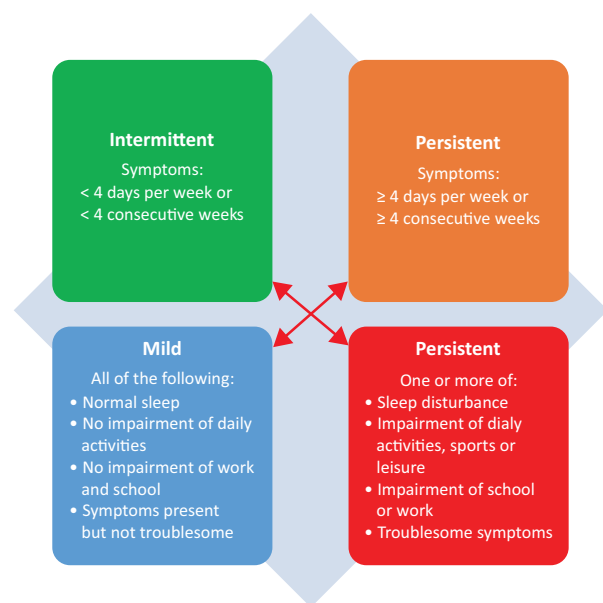 Intermittent
Symptoms:
< 4 days per week or
< 4 consecutive weeks
Persistent
Symptoms:
≥ 4 days per week or
≥ 4 consecutive weeks
Mild
All of the following:
• Normal sleep
• No impairment of daily
activities
• No impairment of work
and school
• Symptoms present
but not troublesome
Persistent
One or more of:
• Sleep disturbance
• Impairment of dialy
activities, sports or
leisure
• Impairment of school
or work
• Troublesome symptoms